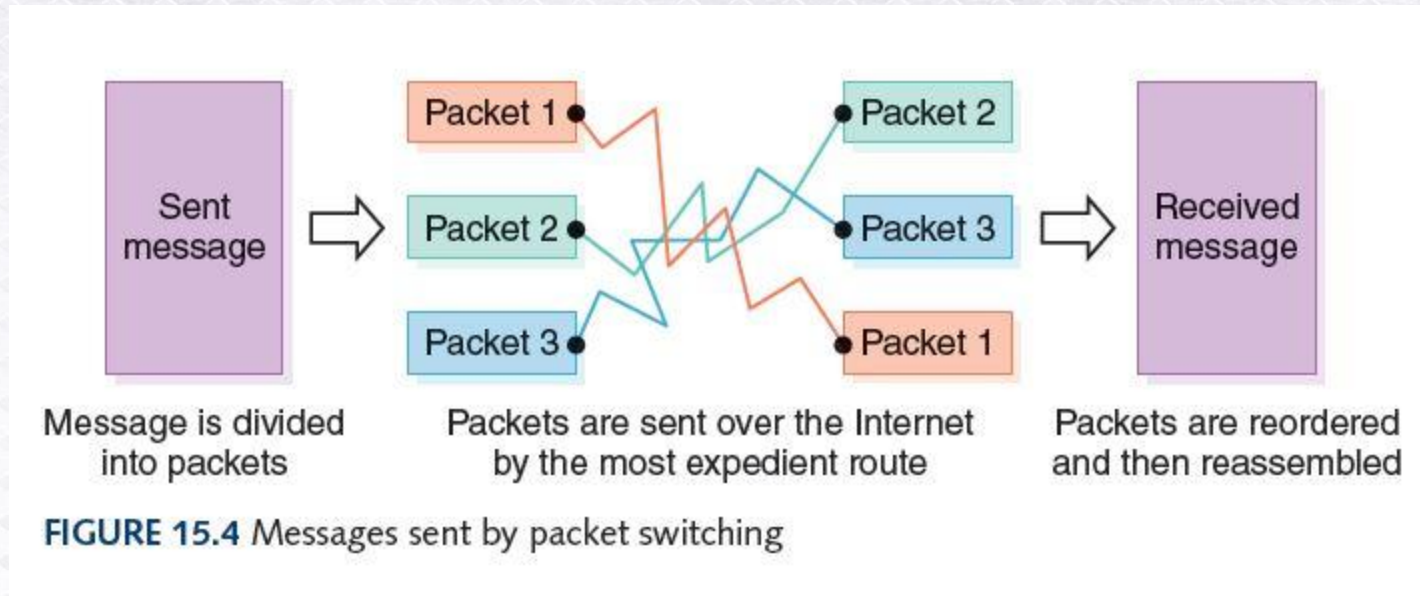 Sent
message
Packet 1
Packet 2
Packet 3
Packet 2
Packet 3
Packet 1
Received
message
Message is divided
into packets
Packets are sent over the Internet
by the most expedient route
Packets are reordered
and then reassembled
FIGURE 15.4 Messages sent by packet switching